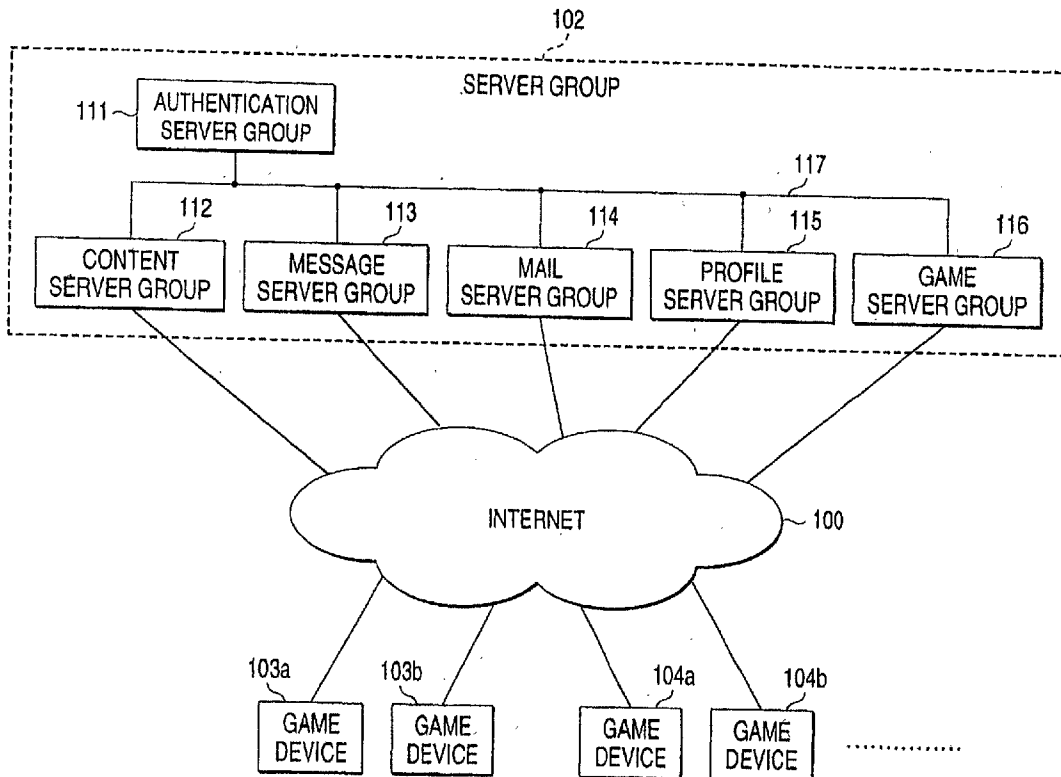 102
SERVER GROUP
111
AUTHENTICATION
SERVER GROUP
117
112
113
114
115
116
CONTENT
SERVER GROUP
MESSAGE
SERVER GROUP
MAIL
SERVER GROUP
PROFILE
SERVER GROUP
GAME
SERVER GROUP
INTERNET
100
103a
103b
104a
104b
GAME
DEVICE
GAME
DEVICE
GAME
DEVICE
GAME
DEVICE